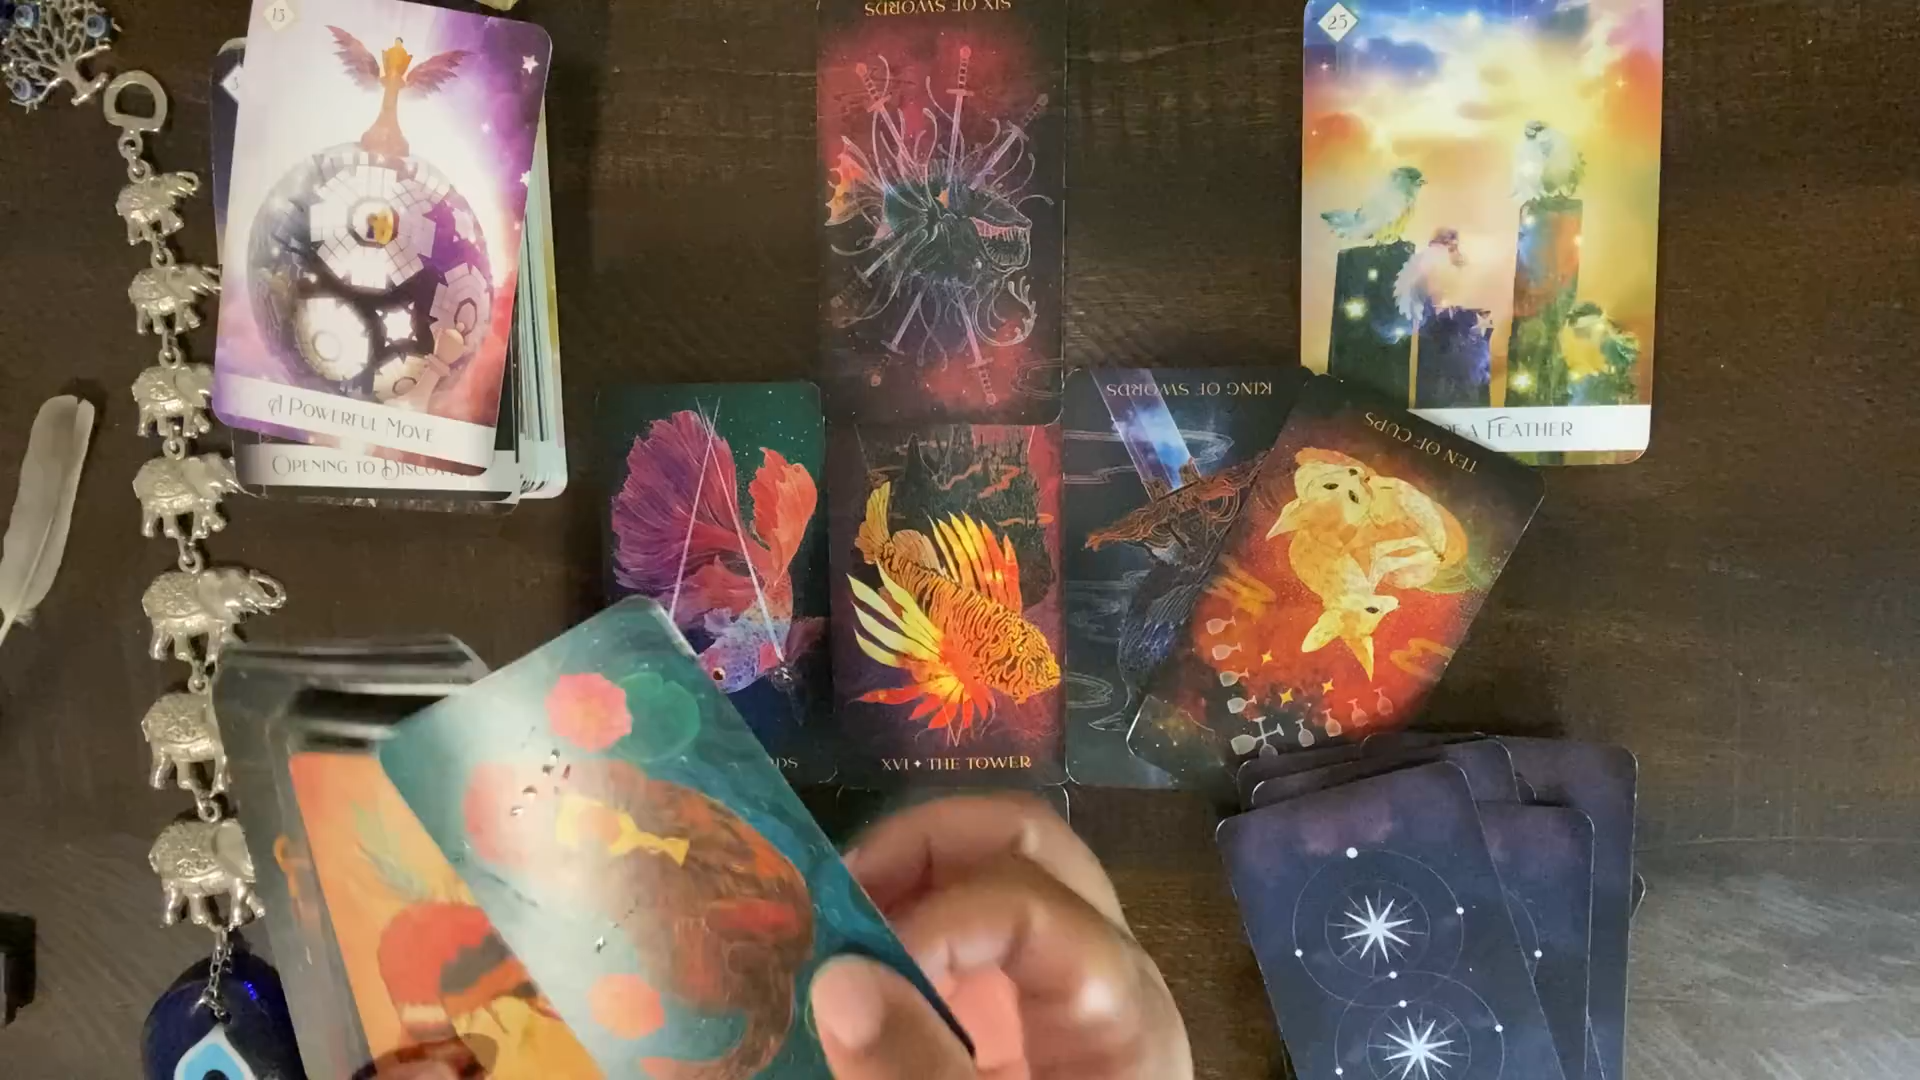 13
A POWERFUL MOVE
OPENING TO
SIX OF SWORDS
25
A FEATHER
KING OF SWORDS
TEN OF CUPS
XVI ✦ THE TOWER